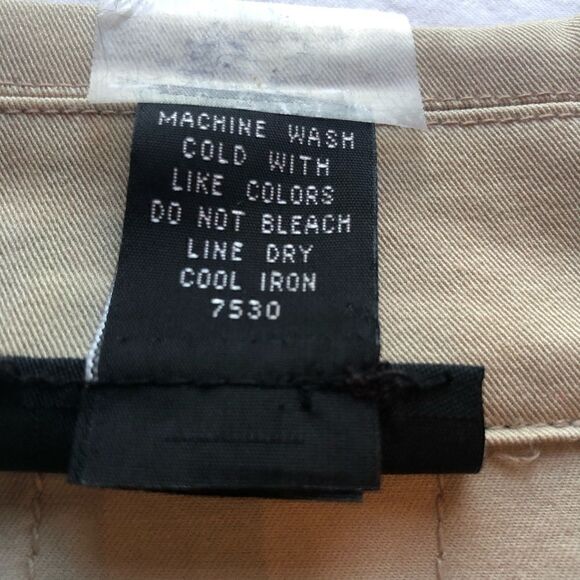 MACHINE WASH
COLD WITH
LIKE COLORS
DO NOT BLEACH
LINE DRY
COOL IRON
7530